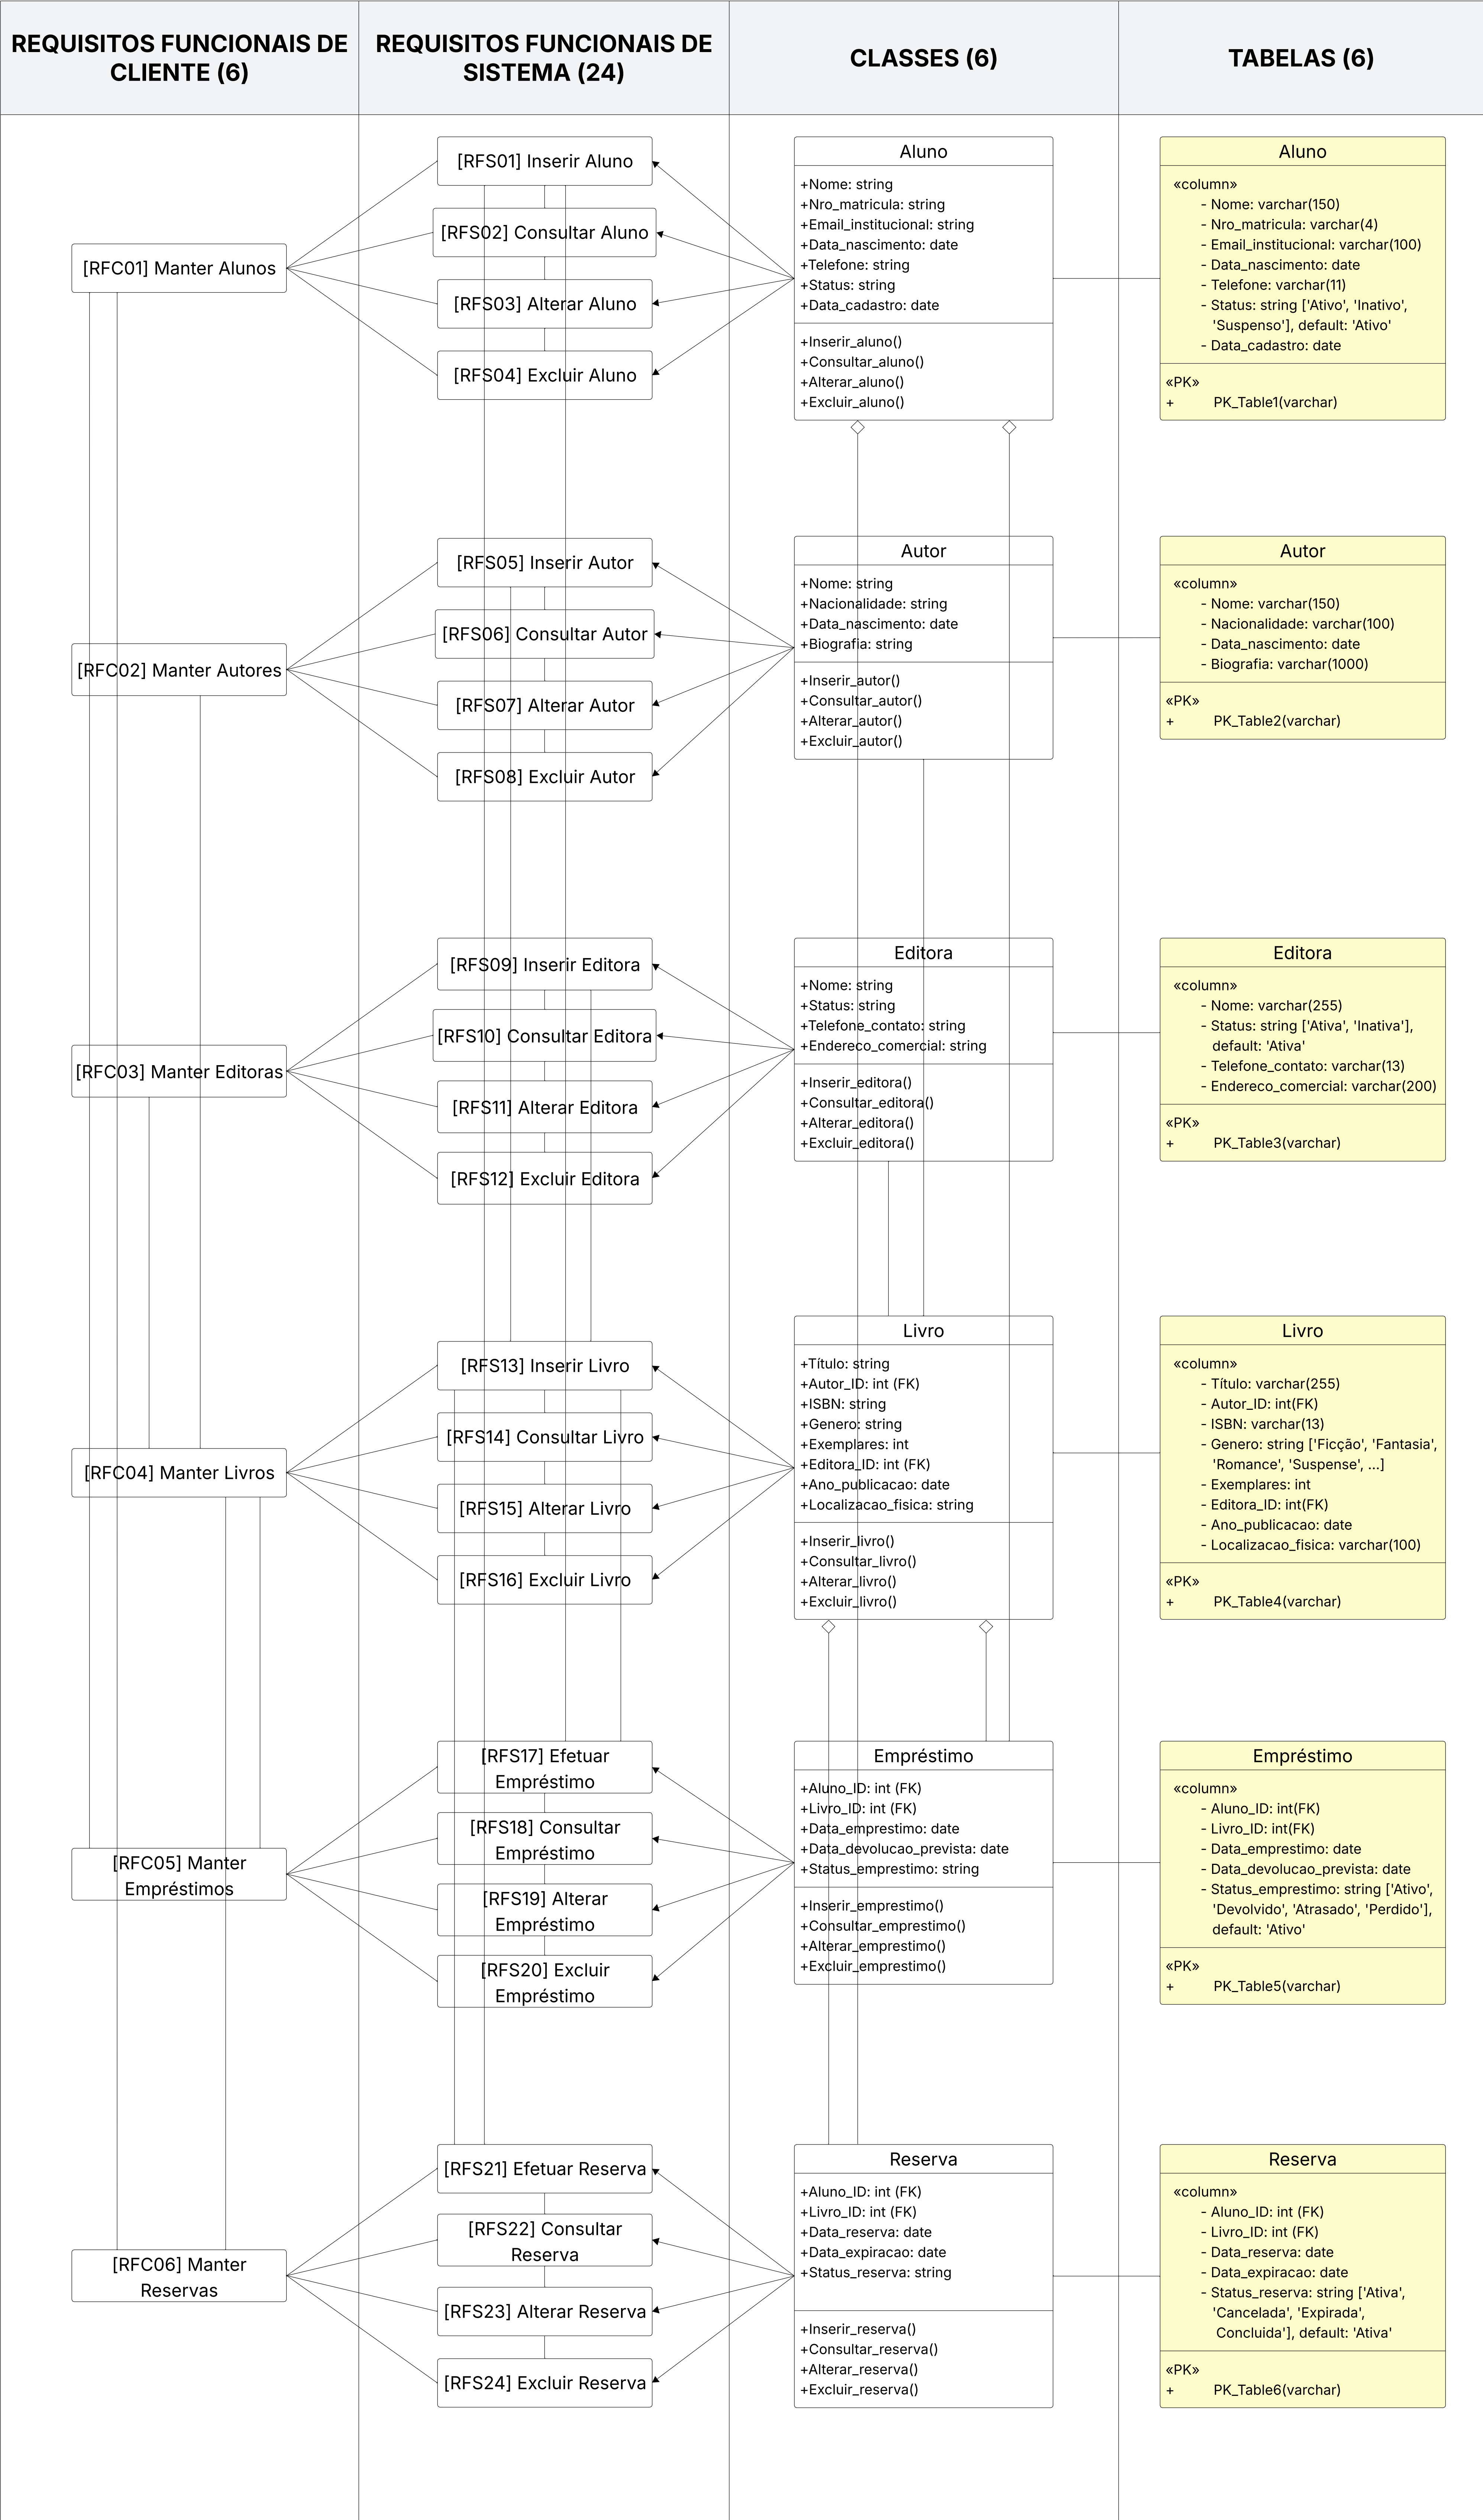 REQUISITOS FUNCIONAIS DE
CLIENTE (6)
REQUISITOS FUNCIONAIS DE
SISTEMA (24)
CLASSES (6)
TABELAS (6)
[RFC01] Manter Alunos
[RFS01] Inserir Aluno
[RFS02] Consultar Aluno
[RFS03] Alterar Aluno
[RFS04] Excluir Aluno
Aluno
+Nome: string
+Nro_matricula: string
+Email_institucional: string
+Data_nascimento: date
+Telefone: string
+Status: string
+Data_cadastro: date
+Inserir_aluno()
+Consultar_aluno()
+Alterar_aluno()
+Excluir_aluno()
Aluno
«column»
- Nome: varchar(150)
- Nro_matricula: varchar(4)
- Email_institucional: varchar(100)
- Data_nascimento: date
- Telefone: varchar(11)
- Status: string ['Ativo', 'Inativo',
'Suspenso'], default: 'Ativo'
- Data_cadastro: date
«PK»
+ PK_Table1(varchar)
[RFC02] Manter Autores
[RFS05] Inserir Autor
[RFS06] Consultar Autor
[RFS07] Alterar Autor
[RFS08] Excluir Autor
Autor
+Nome: string
+Nacionalidade: string
+Data_nascimento: date
+Biografia: string
+Inserir_autor()
+Consultar_autor()
+Alterar_autor()
+Excluir_autor()
Autor
«column»
- Nome: varchar(150)
- Nacionalidade: varchar(100)
- Data_nascimento: date
- Biografia: varchar(1000)
«PK»
+ PK_Table2(varchar)
[RFC03] Manter Editoras
[RFS09] Inserir Editora
[RFS10] Consultar Editora
[RFS11] Alterar Editora
[RFS12] Excluir Editora
Editora
+Nome: string
+Status: string
+Telefone_contato: string
+Endereco_comercial: string
+Inserir_editora()
+Consultar_editora()
+Alterar_editora()
+Excluir_editora()
Editora
«column»
- Nome: varchar(255)
- Status: string ['Ativa', 'Inativa'],
default: 'Ativa'
- Telefone_contato: varchar(13)
- Endereco_comercial: varchar(200)
«PK»
+ PK_Table3(varchar)
[RFC04] Manter Livros
[RFS13] Inserir Livro
[RFS14] Consultar Livro
[RFS15] Alterar Livro
[RFS16] Excluir Livro
Livro
+Título: string
+Autor_ID: int (FK)
+ISBN: string
+Genero: string
+Exemplares: int
+Editora_ID: int (FK)
+Ano_publicacao: date
+Localizacao_fisica: string
+Inserir_livro()
+Consultar_livro()
+Alterar_livro()
+Excluir_livro()
Livro
«column»
- Título: varchar(255)
- Autor_ID: int(FK)
- ISBN: varchar(13)
- Genero: string ['Ficção', 'Fantasia',
'Romance', 'Suspense', ...]
- Exemplares: int
- Editora_ID: int(FK)
- Ano_publicacao: date
- Localizacao_fisica: varchar(100)
«PK»
+ PK_Table4(varchar)
[RFC05] Manter
Empréstimos
[RFS17] Efetuar
Empréstimo
[RFS18] Consultar
Empréstimo
[RFS19] Alterar
Empréstimo
[RFS20] Excluir
Empréstimo
Empréstimo
+Aluno_ID: int (FK)
+Livro_ID: int (FK)
+Data_emprestimo: date
+Data_devolucao_prevista: date
+Status_emprestimo: string
+Inserir_emprestimo()
+Consultar_emprestimo()
+Alterar_emprestimo()
+Excluir_emprestimo()
Empréstimo
«column»
- Aluno_ID: int(FK)
- Livro_ID: int(FK)
- Data_emprestimo: date
- Data_devolucao_prevista: date
- Status_emprestimo: string ['Ativo',
'Devolvido', 'Atrasado', 'Perdido'],
default: 'Ativo'
«PK»
+ PK_Table5(varchar)
[RFC06] Manter
Reservas
[RFS21] Efetuar Reserva
[RFS22] Consultar
Reserva
[RFS23] Alterar Reserva
[RFS24] Excluir Reserva
Reserva
+Aluno_ID: int (FK)
+Livro_ID: int (FK)
+Data_reserva: date
+Data_expiracao: date
+Status_reserva: string
+Inserir_reserva()
+Consultar_reserva()
+Alterar_reserva()
+Excluir_reserva()
Reserva
«column»
- Aluno_ID: int (FK)
- Livro_ID: int (FK)
- Data_reserva: date
- Data_expiracao: date
- Status_reserva: string ['Ativa',
'Cancelada', 'Expirada',
Concluida'], default: 'Ativa'
«PK»
+ PK_Table6(varchar)